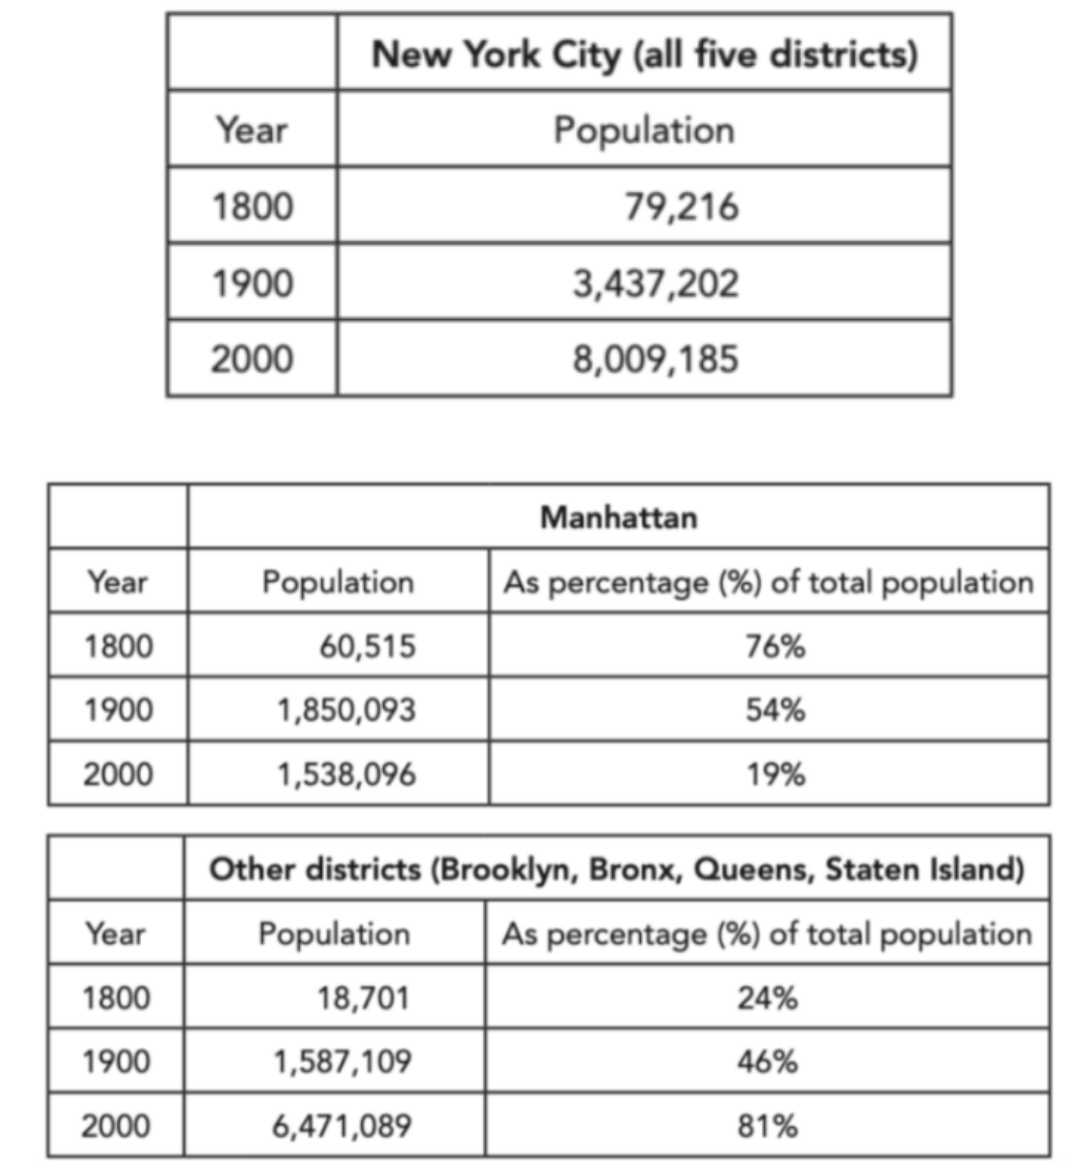 New York City (all five districts)
Year Population
1800 79,216
1900 3,437,202
2000 8,009,185
Manhattan
Year Population As percentage (%) of total population
1800 60,515 76%
1900 1,850,093 54%
2000 1,538,096 19%
Other districts (Brooklyn, Bronx, Queens, Staten Island)
Year Population As percentage (%) of total population
1800 18,701 24%
1900 1,587,109 46%
2000 6,471,089 81%